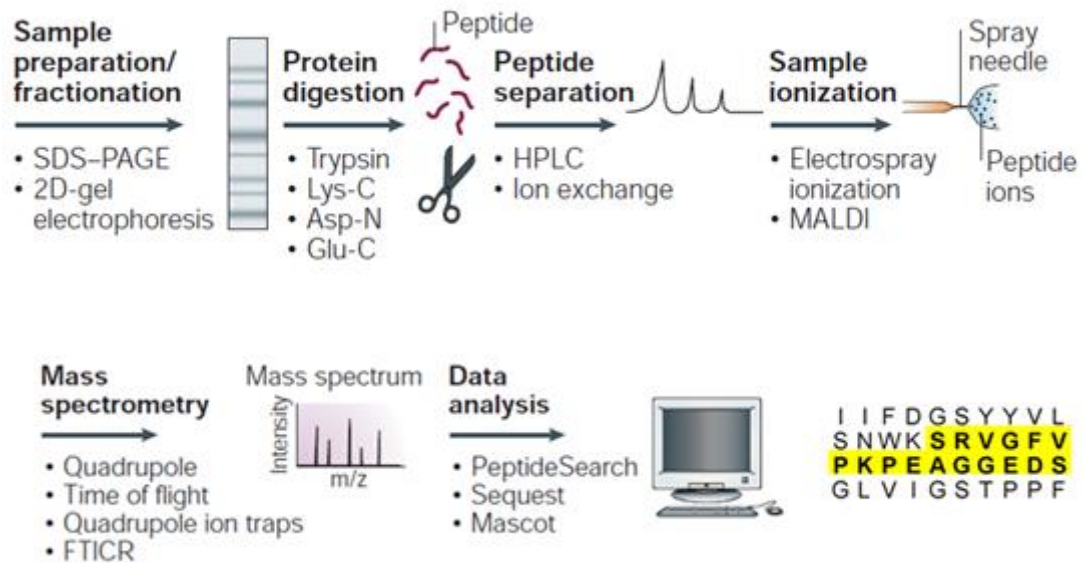 Sample
preparation/
fractionation
• SDS–PAGE
• 2D-gel
electrophoresis
Protein
digestion
• Trypsin
• Lys-C
• Asp-N
• Glu-C
Peptide
Peptide
separation
• HPLC
• Ion exchange
Sample
ionization
• Electrospray
ionization
• MALDI
Spray
needle
Peptide
ions
Mass
spectrometry
• Quadrupole
• Time of flight
• Quadrupole ion traps
• FTICR
Mass spectrum
Intensity
m/z
Data
analysis
• PeptideSearch
• Sequest
• Mascot
I I F D G S Y Y V L
S N W K S R V G F V
P K P E A G G E D S
G L V I G S T P P F